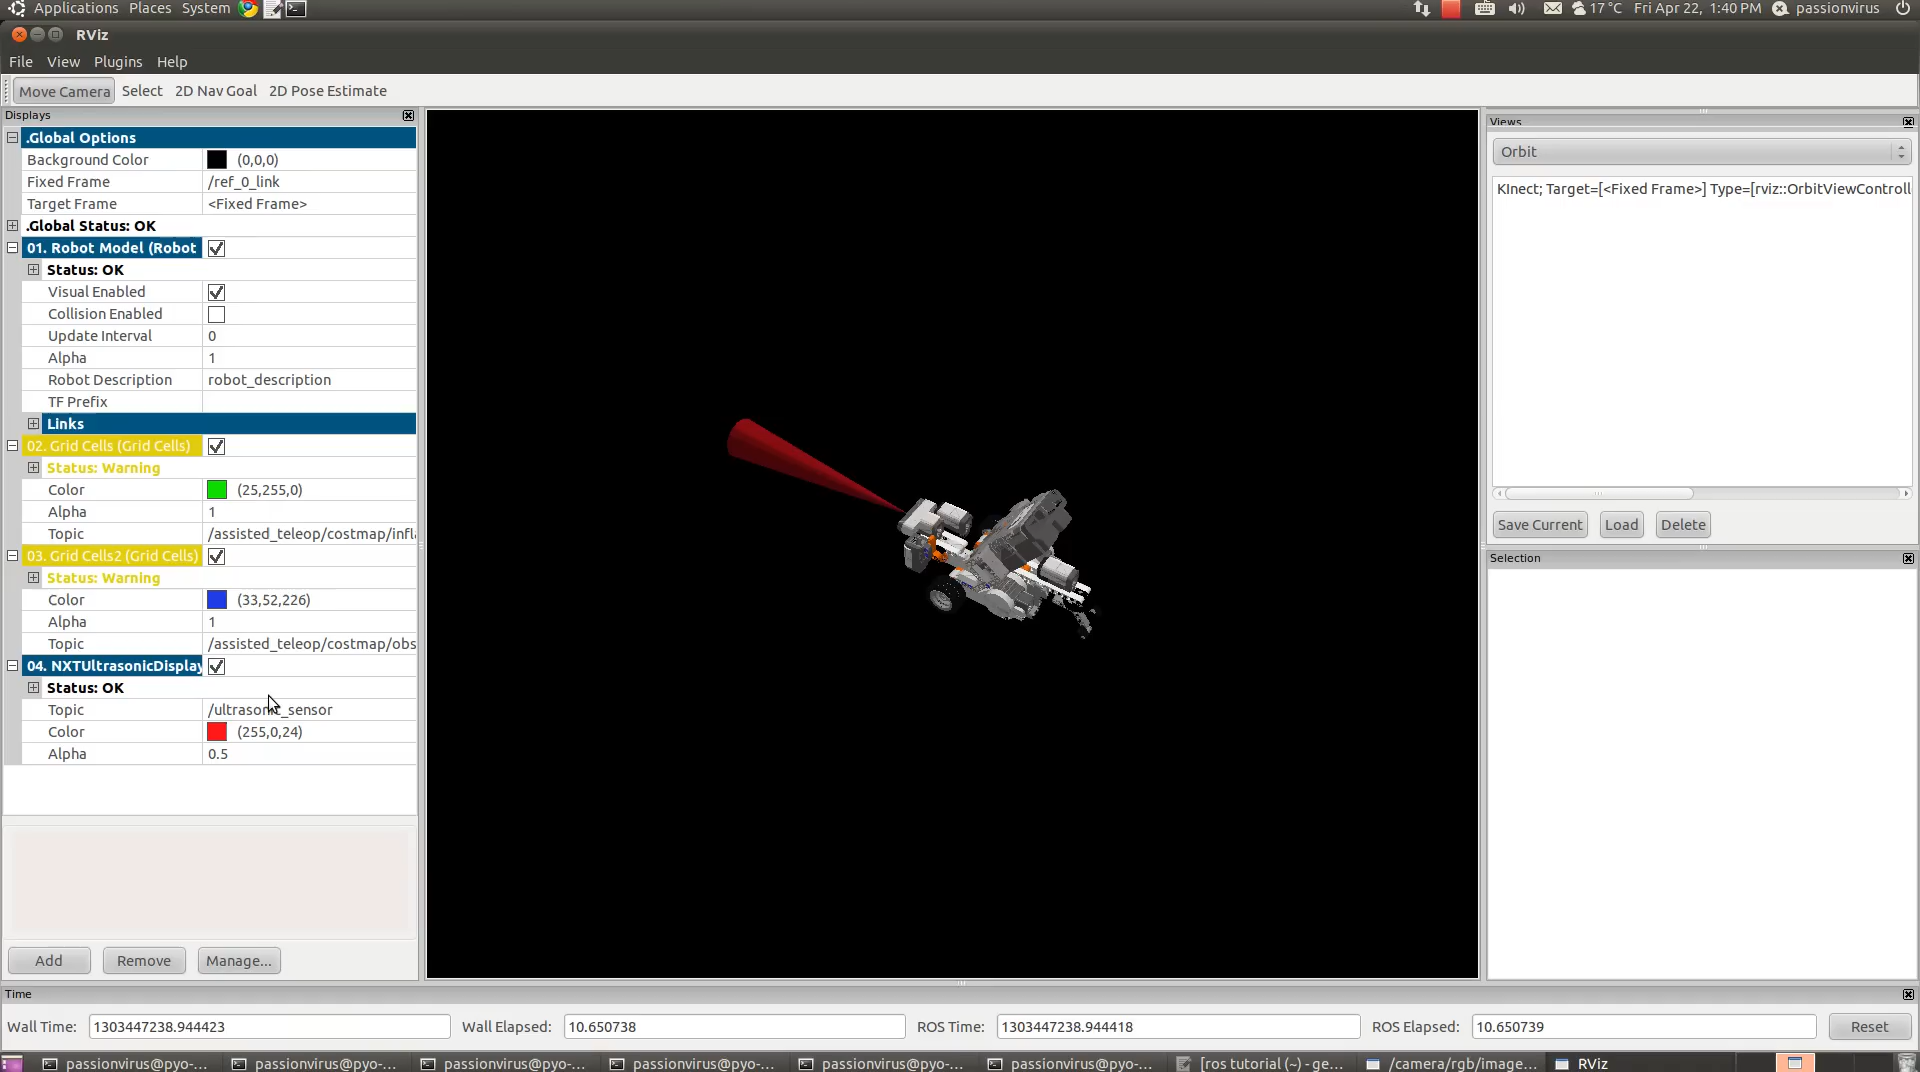 Applications Places System
17 °C Fri Apr 22, 1:40 PM passionvirus
RViz
File View Plugins Help
Move Camera Select 2D Nav Goal 2D Pose Estimate
Displays
.Global Options
Background Color (0,0,0)
Fixed Frame /ref_0_link
Target Frame <Fixed Frame>
.Global Status: OK
01. Robot Model (Robot
Status: OK
Visual Enabled
Collision Enabled
Update Interval 0
Alpha 1
Robot Description robot_description
TF Prefix
Links
02. Grid Cells (Grid Cells)
Status: Warning
Color (25,255,0)
Alpha 1
Topic /assisted_teleop/costmap/infl
03. Grid Cells2 (Grid Cells)
Status: Warning
Color (33,52,226)
Alpha 1
Topic /assisted_teleop/costmap/obs
04. NXTUltrasonicDisplay
Status: OK
Topic /ultrasonic_sensor
Color (255,0,24)
Alpha 0.5
Add Remove Manage...
Views
Orbit
KInect; Target=[<Fixed Frame>] Type=[rviz::OrbitViewControll
Save Current Load Delete
Selection
Time
Wall Time: 1303447238.944423 Wall Elapsed: 10.650738 ROS Time: 1303447238.944418 ROS Elapsed: 10.650739 Reset
passionvirus@pyo-... passionvirus@pyo-... passionvirus@pyo-... passionvirus@pyo-... passionvirus@pyo-... passionvirus@pyo-... [ros tutorial (~) - ge... /camera/rgb/image... RViz